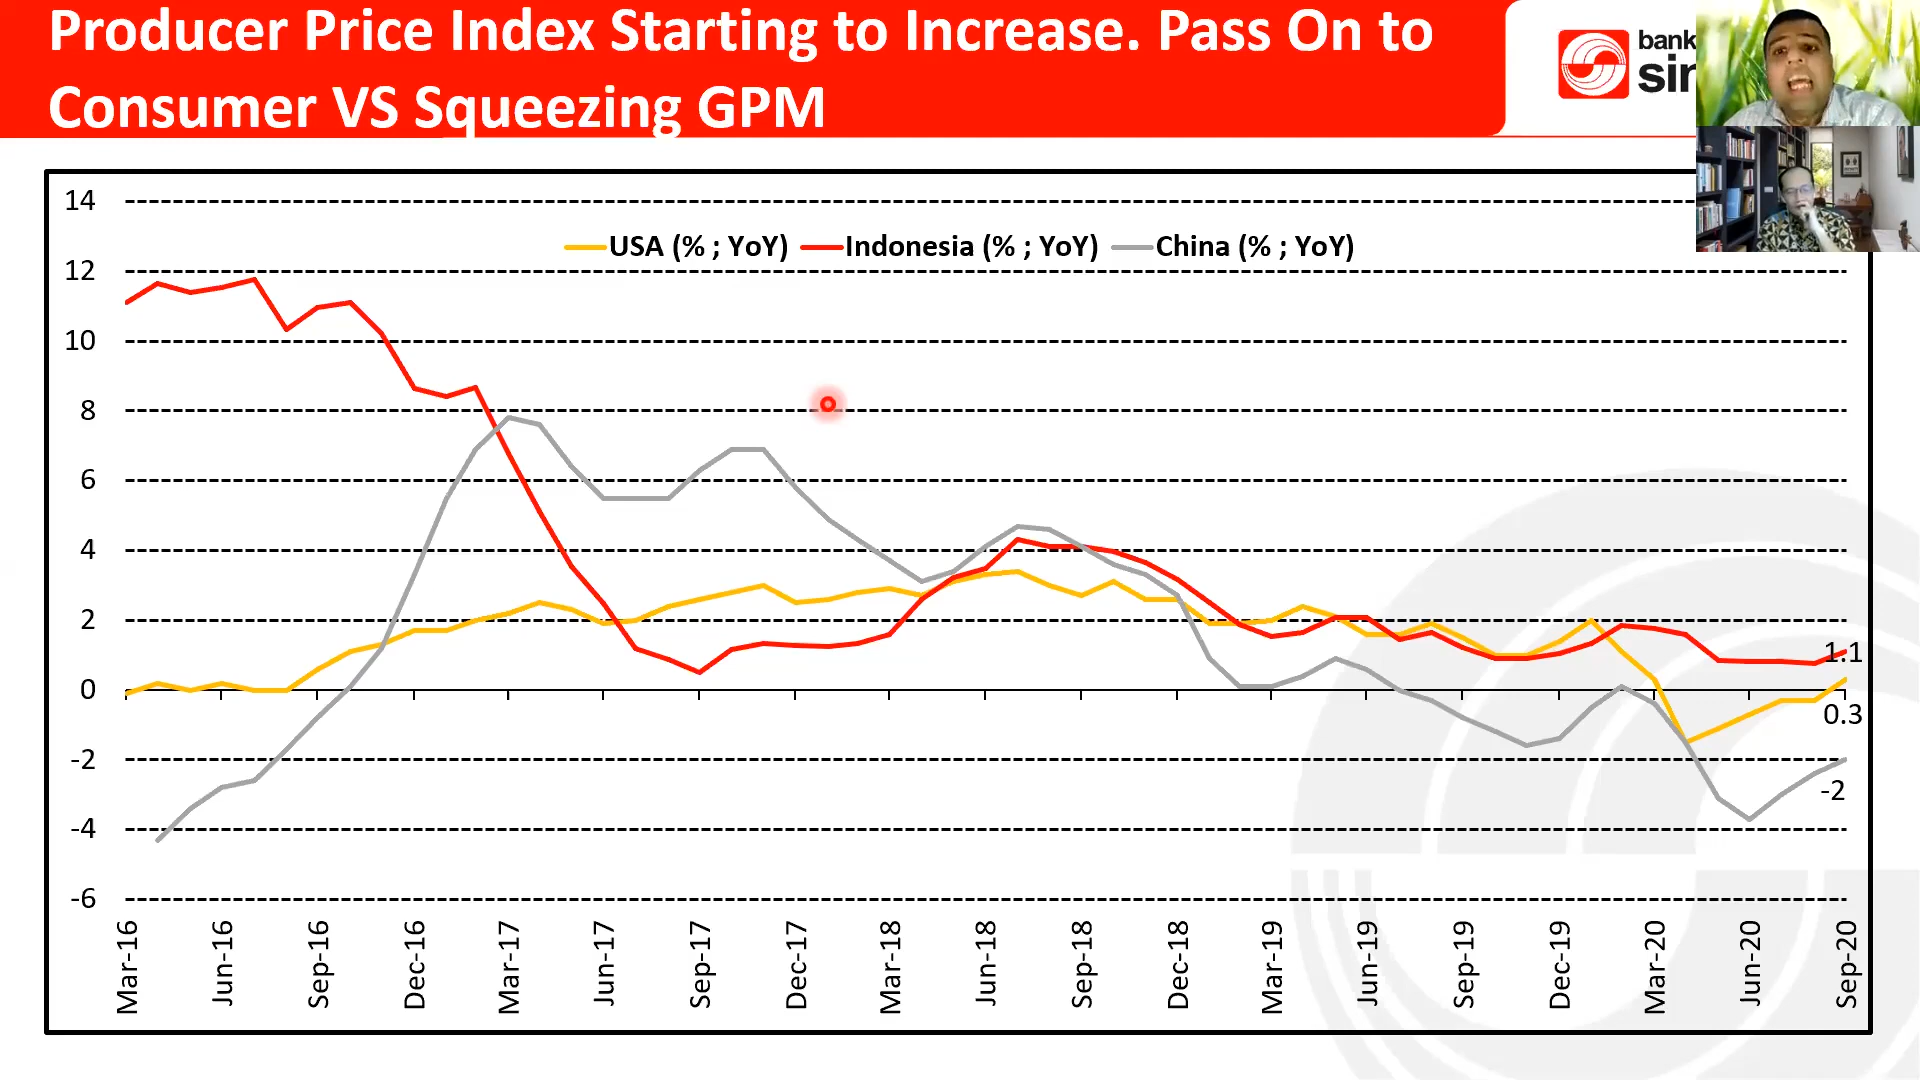 Producer Price Index Starting to Increase. Pass On to
Consumer VS Squeezing GPM
bank
USA (% ; YoY) Indonesia (% ; YoY) China (% ; YoY)
14
12
10
8
6
4
2
0
-2
-4
-6
1.1
0.3
-2
Mar-16 Jun-16 Sep-16 Dec-16 Mar-17 Jun-17 Sep-17 Dec-17 Mar-18 Jun-18 Sep-18 Dec-18 Mar-19 Jun-19 Sep-19 Dec-19 Mar-20 Jun-20 Sep-20